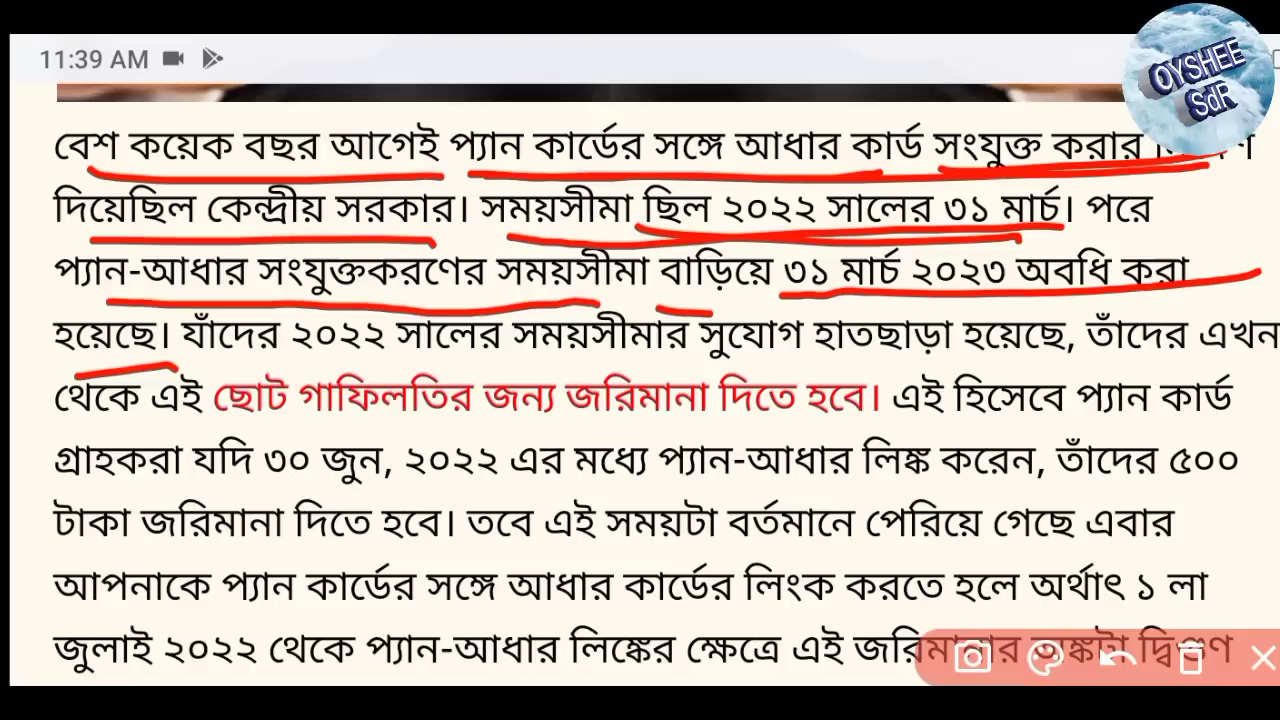 11:39 AM
OYSHEE
SdR
বেশ কয়েক বছর আগেই প্যান কার্ডের সঙ্গে আধার কার্ড সংযুক্ত করার
দিয়েছিল কেন্দ্রীয় সরকার। সময়সীমা ছিল ২০২২ সালের ৩১ মার্চ। পরে
প্যান-আধার সংযুক্তকরণের সময়সীমা বাড়িয়ে ৩১ মার্চ ২০২৩ অবধি করা
হয়েছে। যাঁদের ২০২২ সালের সময়সীমার সুযোগ হাতছাড়া হয়েছে, তাঁদের এখন
থেকে এই ছোট গাফিলতির জন্য জরিমানা দিতে হবে। এই হিসেবে প্যান কার্ড
গ্রাহকরা যদি ৩০ জুন, ২০২২ এর মধ্যে প্যান-আধার লিঙ্ক করেন, তাঁদের ৫০০
টাকা জরিমানা দিতে হবে। তবে এই সময়টা বর্তমানে পেরিয়ে গেছে এবার
আপনাকে প্যান কার্ডের সঙ্গে আধার কার্ডের লিংক করতে হলে অর্থাৎ ১ লা
জুলাই ২০২২ থেকে প্যান-আধার লিঙ্কের ক্ষেত্রে এই জরিমানার অঙ্কটা দ্বিগুণ